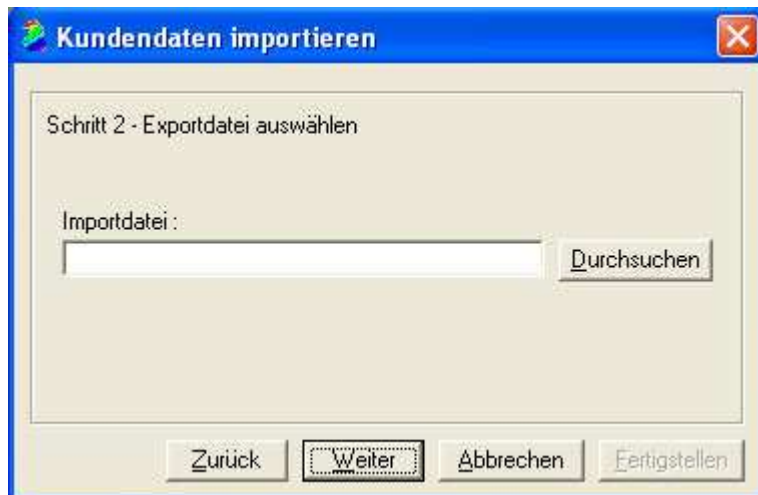 Kundendaten importieren
Schritt 2 - Exportdatei auswählen
Importdatei :
Durchsuchen
Zurück Weiter Abbrechen Fertigstellen